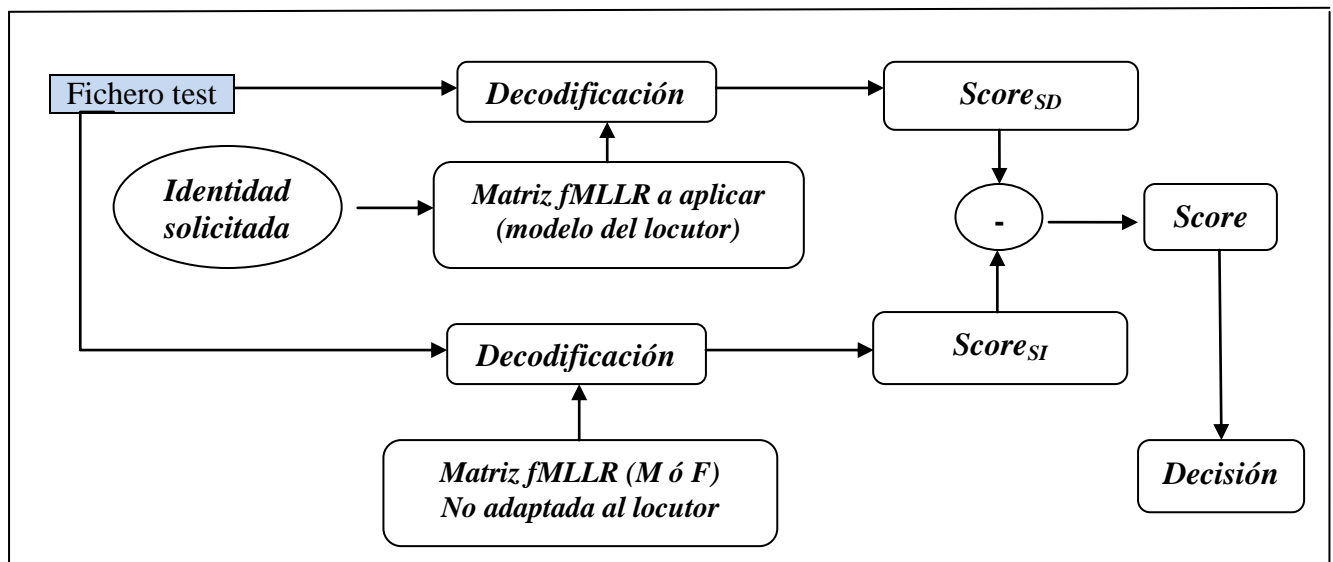 Fichero test
Decodificación
Score_SD
Identidad
solicitada
Matriz fMLLR a aplicar
(modelo del locutor)
-
Score
Decodificación
Score_SI
Matriz fMLLR (M ó F)
No adaptada al locutor
Decisión